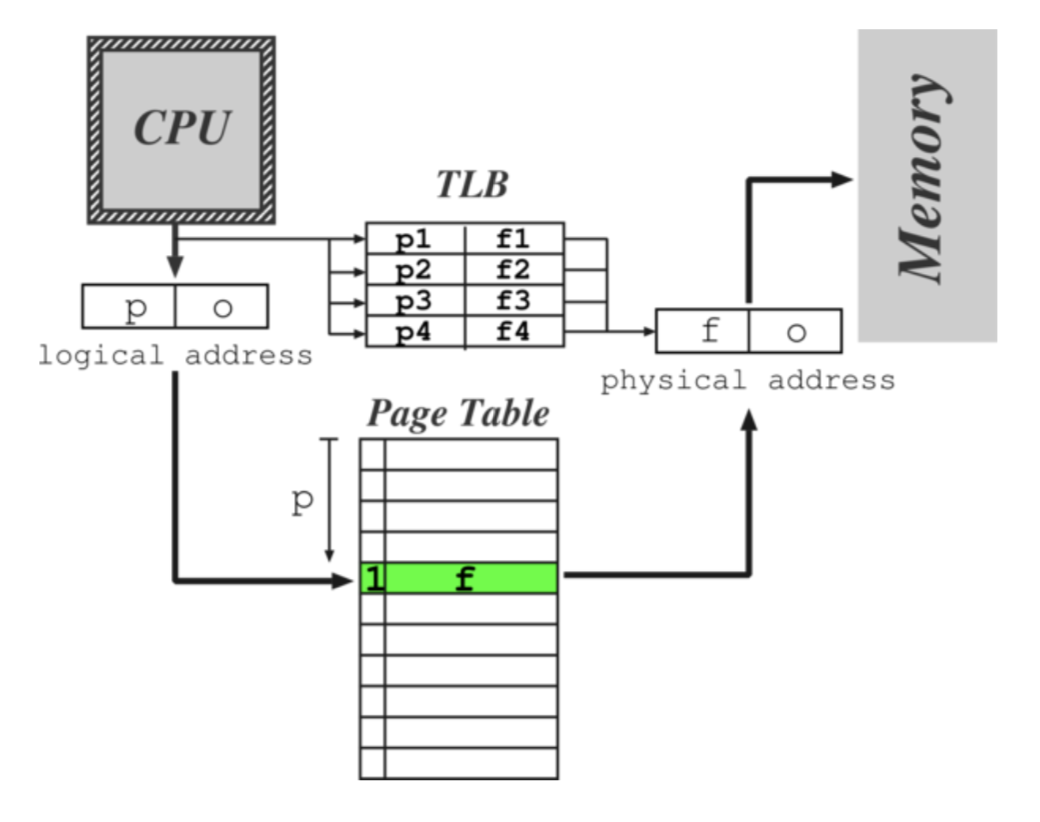 CPU
Memory
TLB
p1 f1
p2 f2
p3 f3
p4 f4
p o
logical address
f o
physical address
Page Table
p
1 f